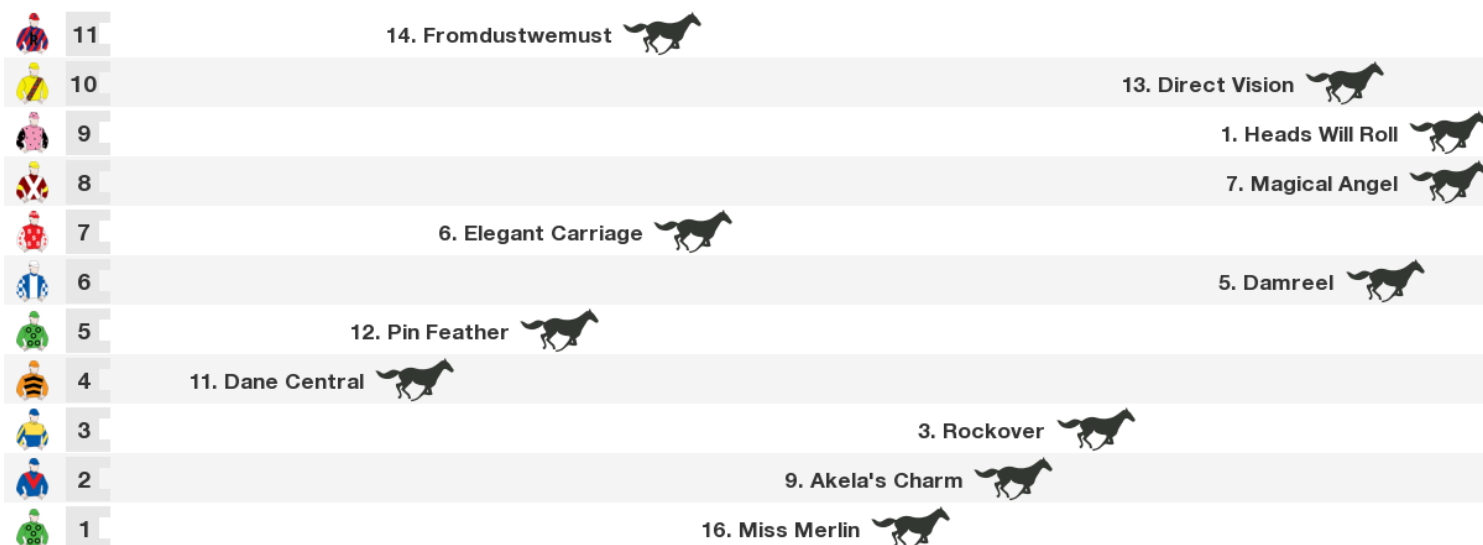 11 14. Fromdustwemust
10 13. Direct Vision
9 1. Heads Will Roll
8 7. Magical Angel
7 6. Elegant Carriage
6 5. Damreel
5 12. Pin Feather
4 11. Dane Central
3 3. Rockover
2 9. Akela's Charm
1 16. Miss Merlin